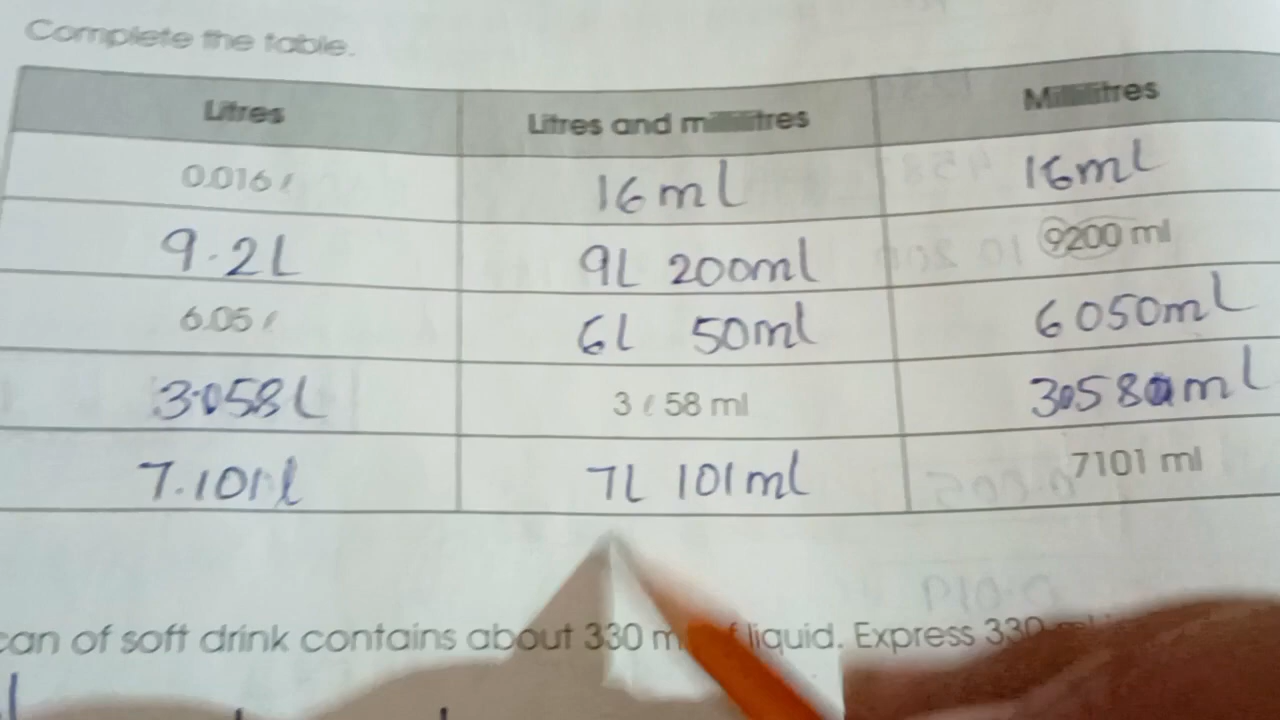 Complete the table.
Litres Litres and millilitres Millilitres
0.016 ℓ 16ml 16ml
9.2L 9L 200ml 9200 ml
6.05 ℓ 6L 50ml 6050ml
3.058L 3 ℓ 58 ml 3058ml
7.101l 7L 101ml 7101 ml
can of soft drink contains about 330 liquid. Express 330